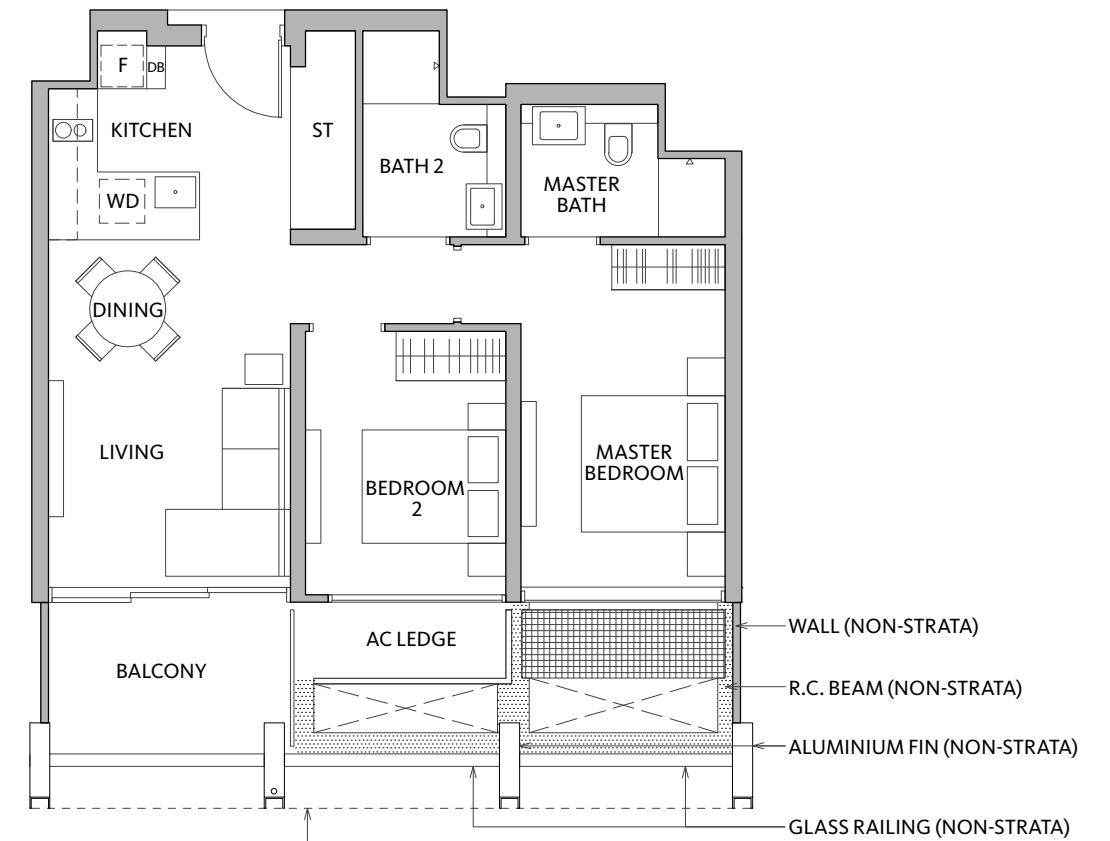 F
DB
KITCHEN
ST
BATH 2
MASTER
BATH
WD
DINING
LIVING
BEDROOM
2
MASTER
BEDROOM
AC LEDGE
WALL (NON-STRATA)
BALCONY
R.C. BEAM (NON-STRATA)
ALUMINIUM FIN (NON-STRATA)
GLASS RAILING (NON-STRATA)